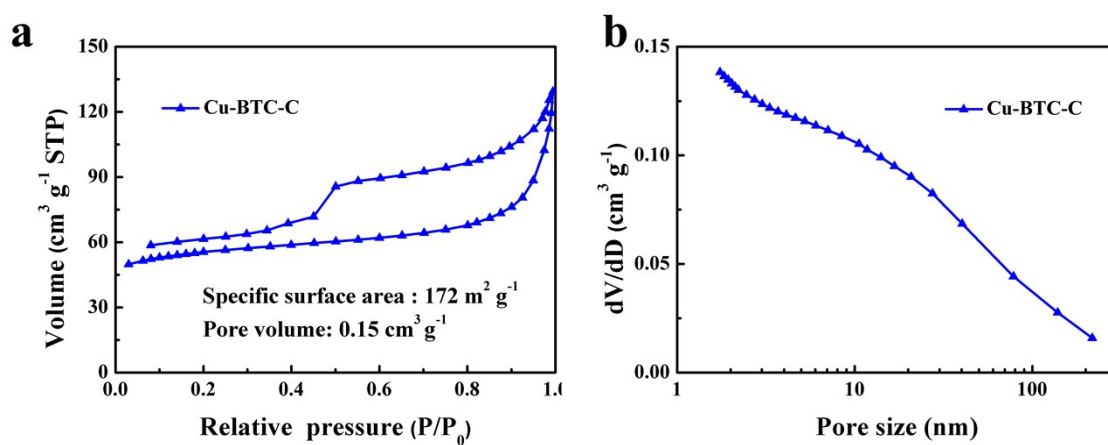 a
150
120
90
60
30
0
Volume (cm³ g⁻¹ STP)
Cu-BTC-C
Specific surface area : 172 m² g⁻¹
Pore volume: 0.15 cm³ g⁻¹
0.0 0.2 0.4 0.6 0.8 1.0
Relative pressure (P/P₀)
b
0.15
0.10
0.05
0.00
dV/dD (cm³ g⁻¹)
Cu-BTC-C
1 10 100
Pore size (nm)